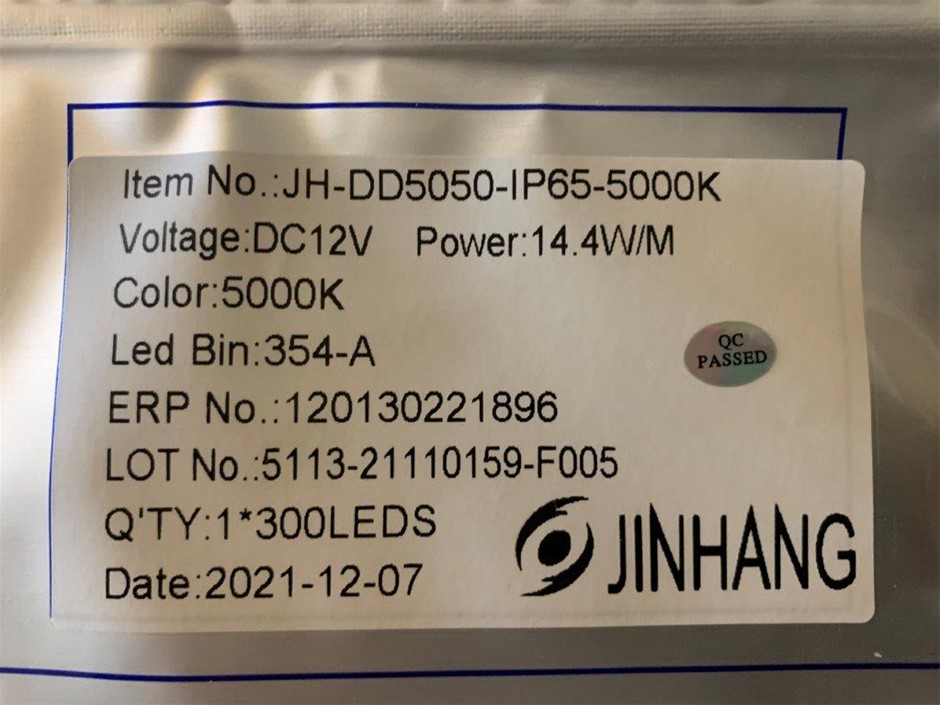 Item No.:JH-DD5050-IP65-5000K
Voltage:DC12V Power:14.4W/M
Color:5000K
Led Bin:354-A
QC
PASSED
ERP No.:120130221896
LOT No.:5113-21110159-F005
Q'TY:1*300LEDS
JINHANG
Date:2021-12-07